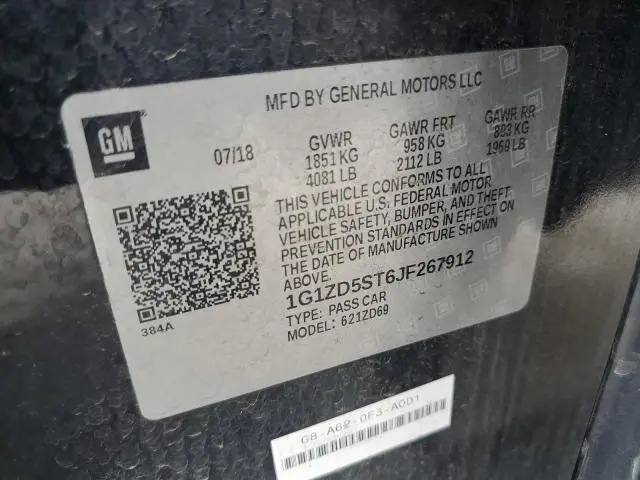 MFD BY GENERAL MOTORS LLC
GM
07/18
GVWR GAWR FRT GAWR RR
1851 KG 958 KG 893 KG
4081 LB 2112 LB 1969 LB
THIS VEHICLE CONFORMS TO ALL
APPLICABLE U.S. FEDERAL MOTOR
VEHICLE SAFETY, BUMPER, AND THEFT
PREVENTION STANDARDS IN EFFECT ON
THE DATE OF MANUFACTURE SHOWN
ABOVE.
1G1ZD5ST6JF267912
TYPE: PASS CAR
MODEL: 621ZD69
384A
G8-A62-0F3-A0D1